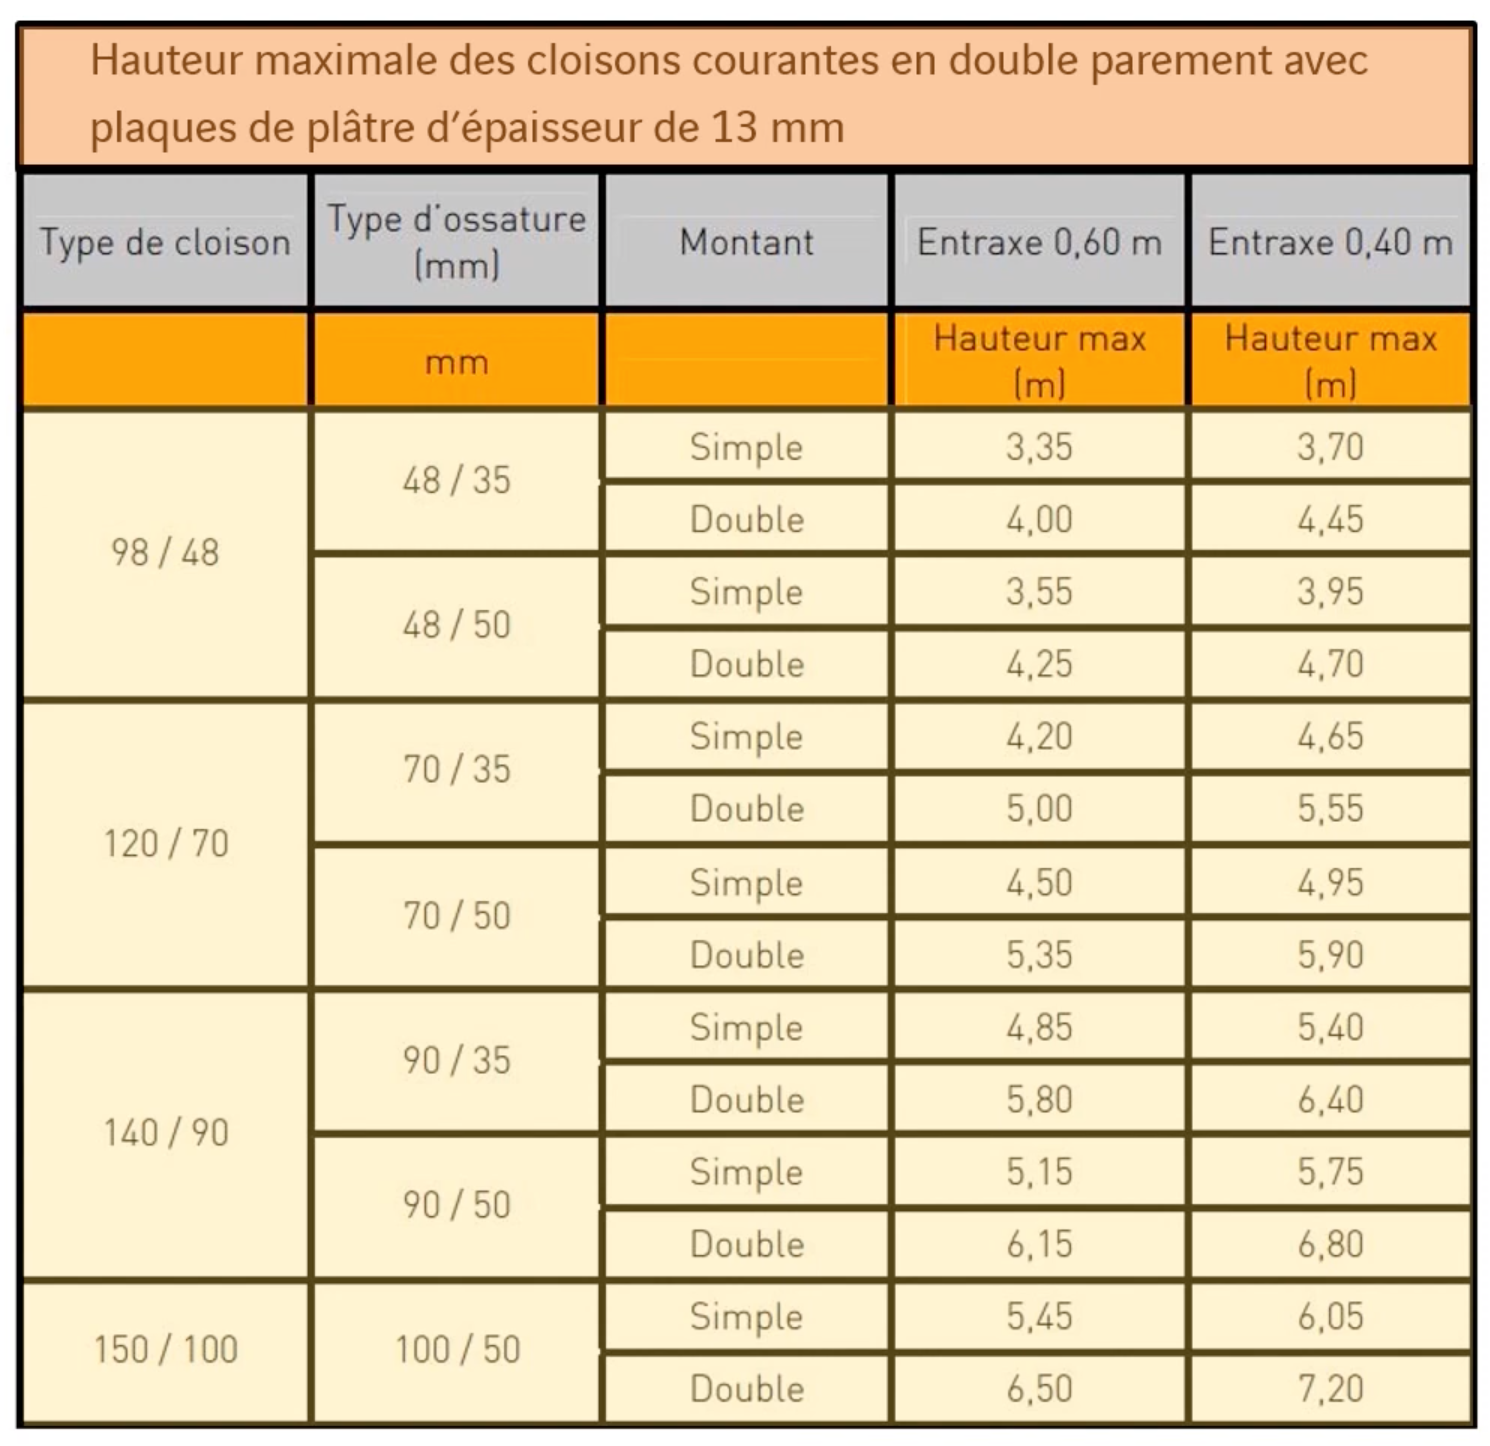 Hauteur maximale des cloisons courantes en double parement avec
plaques de plâtre d’épaisseur de 13 mm
Type de cloison Type d'ossature (mm) Montant Entraxe 0,60 m Entraxe 0,40 m
mm Hauteur max (m) Hauteur max (m)
98 / 48 48 / 35 Simple 3,35 3,70
Double 4,00 4,45
48 / 50 Simple 3,55 3,95
Double 4,25 4,70
120 / 70 70 / 35 Simple 4,20 4,65
Double 5,00 5,55
70 / 50 Simple 4,50 4,95
Double 5,35 5,90
140 / 90 90 / 35 Simple 4,85 5,40
Double 5,80 6,40
90 / 50 Simple 5,15 5,75
Double 6,15 6,80
150 / 100 100 / 50 Simple 5,45 6,05
Double 6,50 7,20